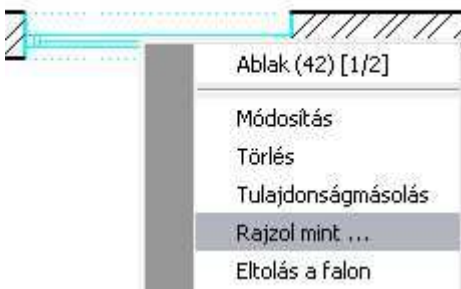 Ablak (42) [1/2]
Módosítás
Törlés
Tulajdonságmásolás
Rajzol mint ...
Eltolás a falon